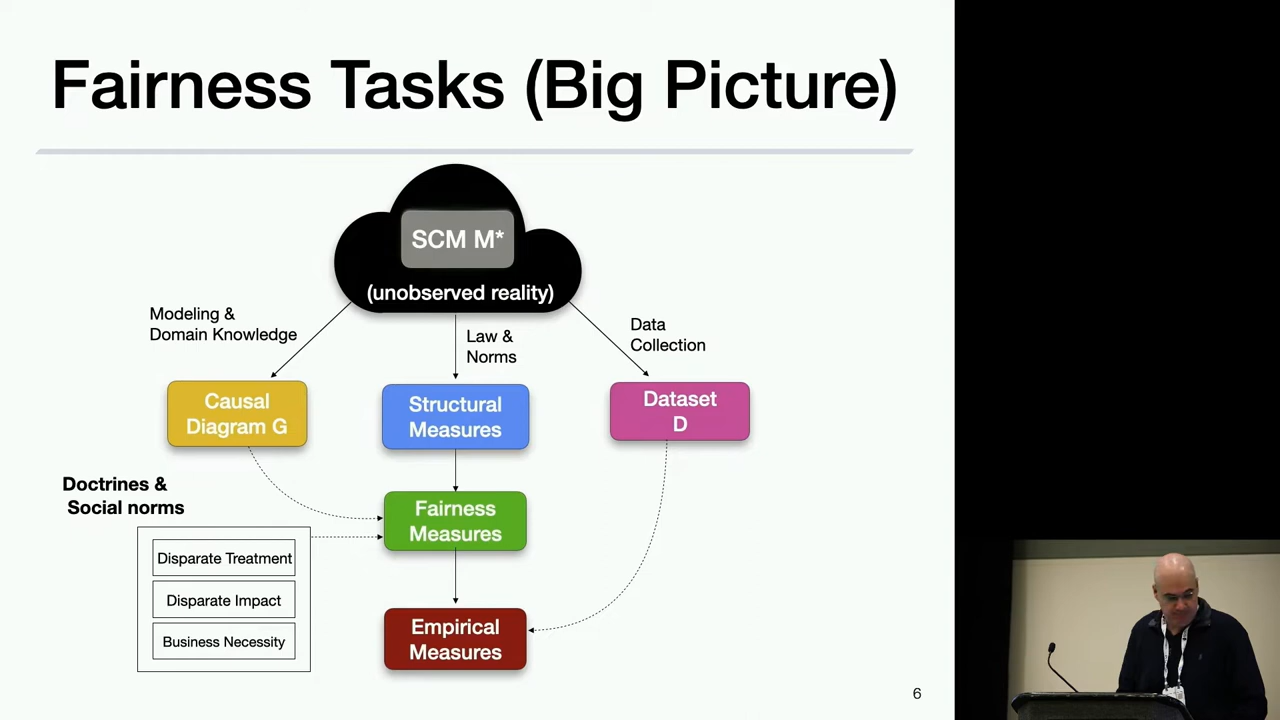 Fairness Tasks (Big Picture)
SCM M*
(unobserved reality)
Modeling &
Domain Knowledge
Law &
Norms
Data
Collection
Causal
Diagram G
Structural
Measures
Dataset
D
Doctrines &
Social norms
Fairness
Measures
Disparate Treatment
Disparate Impact
Business Necessity
Empirical
Measures
6